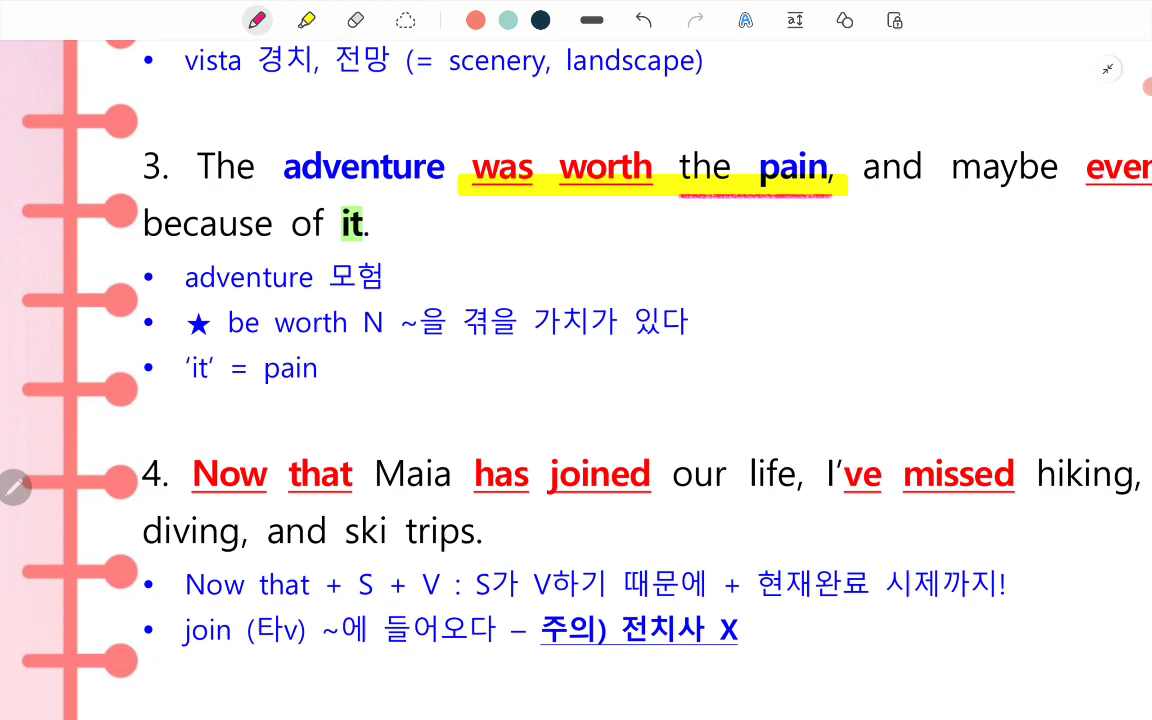 • vista 경치, 전망 (= scenery, landscape)
3. The adventure was worth the pain, and maybe even
because of it.
• adventure 모험
• ★ be worth N ~을 겪을 가치가 있다
• ‘it’ = pain
4. Now that Maia has joined our life, I’ve missed hiking,
diving, and ski trips.
• Now that + S + V : S가 V하기 때문에 + 현재완료 시제까지!
• join (타v) ~에 들어오다 – 주의) 전치사 X